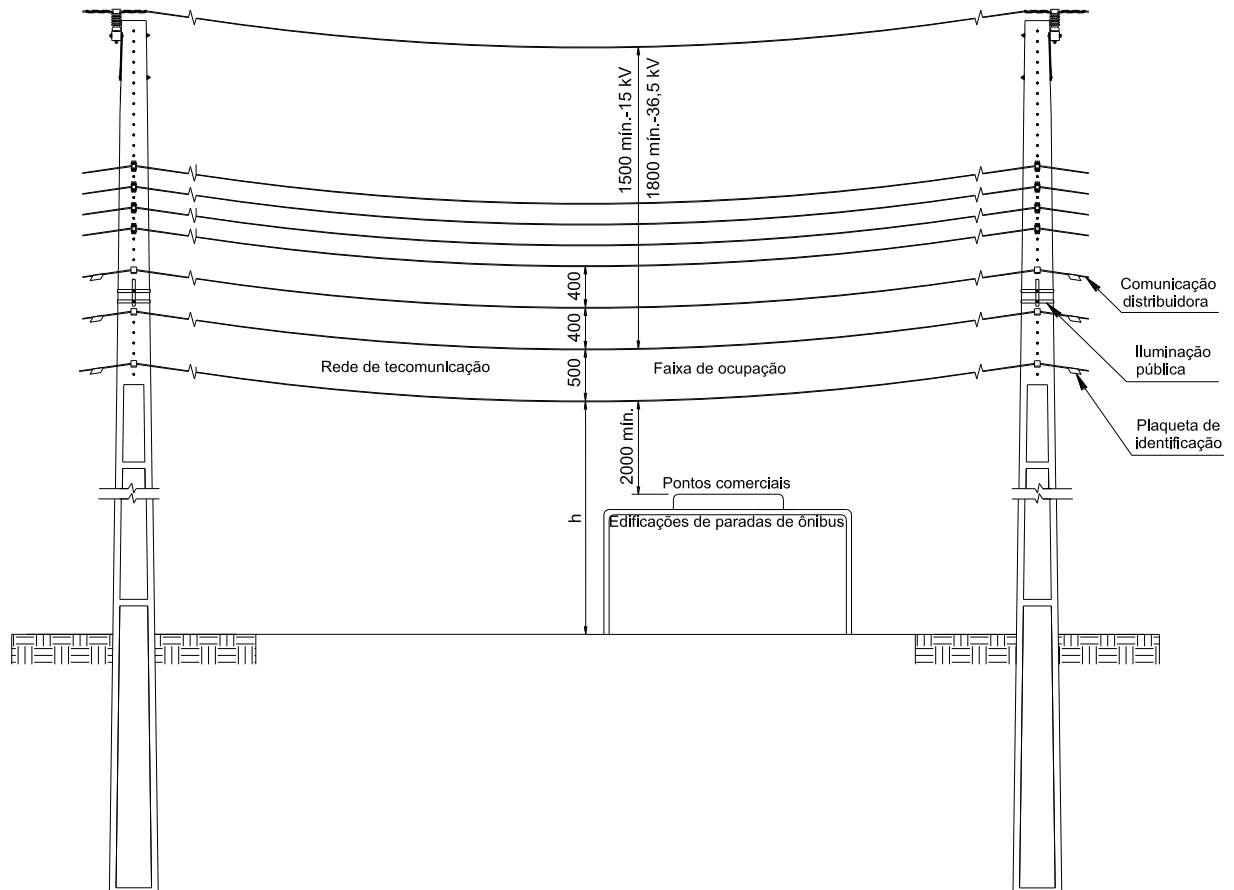 1500 mín.-15 kV
1800 mín.-36,5 kV
400
400
500
Comunicação
distribuidora
Iluminação
pública
Rede de tecomunicação
Faixa de ocupação
Plaqueta de
identificação
2000 mín.
h
Pontos comerciais
Edificações de paradas de ônibus